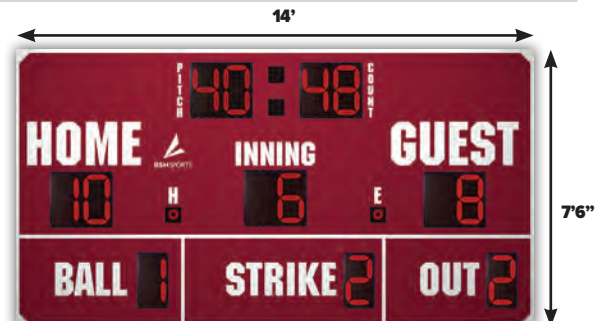 14'
PITCH
40:48
COUNT
HOME
BSN SPORTS
INNING
GUEST
10
H
6
E
8
7'6"
BALL 1
STRIKE 2
OUT 2